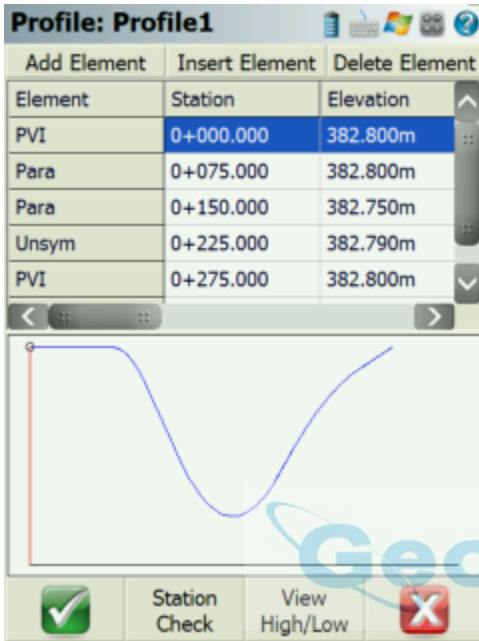 Profile: Profile1
Add Element Insert Element Delete Element
Element Station Elevation
PVI 0+000.000 382.800m
Para 0+075.000 382.800m
Para 0+150.000 382.750m
Unsym 0+225.000 382.790m
PVI 0+275.000 382.800m
Geo
Station Check View High/Low